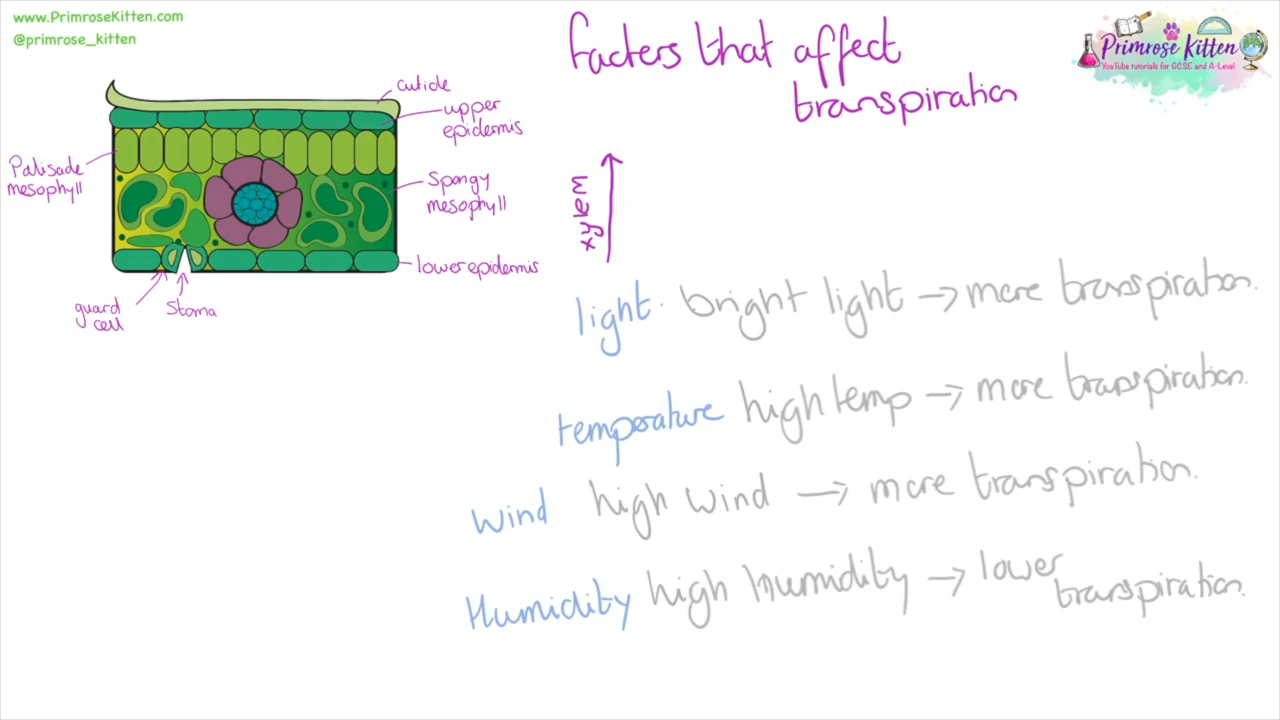 www.PrimroseKitten.com
@primrose_kitten
Factors that affect
transpiration
Primrose Kitten
YouTube tutorials for GCSE and A-Level
cuticle
upper
epidermis
Palisade
mesophyll
Spongy
mesophyll
lower epidermis
guard
cell
Stoma
xylem
light. bright light → more transpiration.
temperature high temp → more transpiration.
wind high wind → more transpiration.
Humidity high humidity → lower
transpiration.